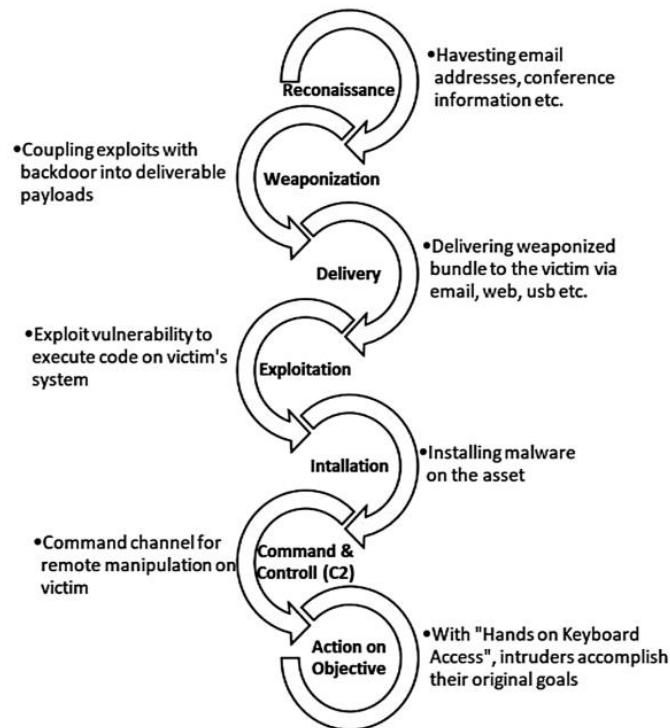 Reconaissance
•Havesting email
addresses, conference
information etc.
•Coupling exploits with
backdoor into deliverable
payloads
Weaponization
Delivery
•Delivering weaponized
bundle to the victim via
email, web, usb etc.
•Exploit vulnerability to
execute code on victim's
system
Exploitation
Intallation
•Installing malware
on the asset
•Command channel for
remote manipulation on
victim
Command &
Controll (C2)
Action on
Objective
•With "Hands on Keyboard
Access", intruders accomplish
their original goals